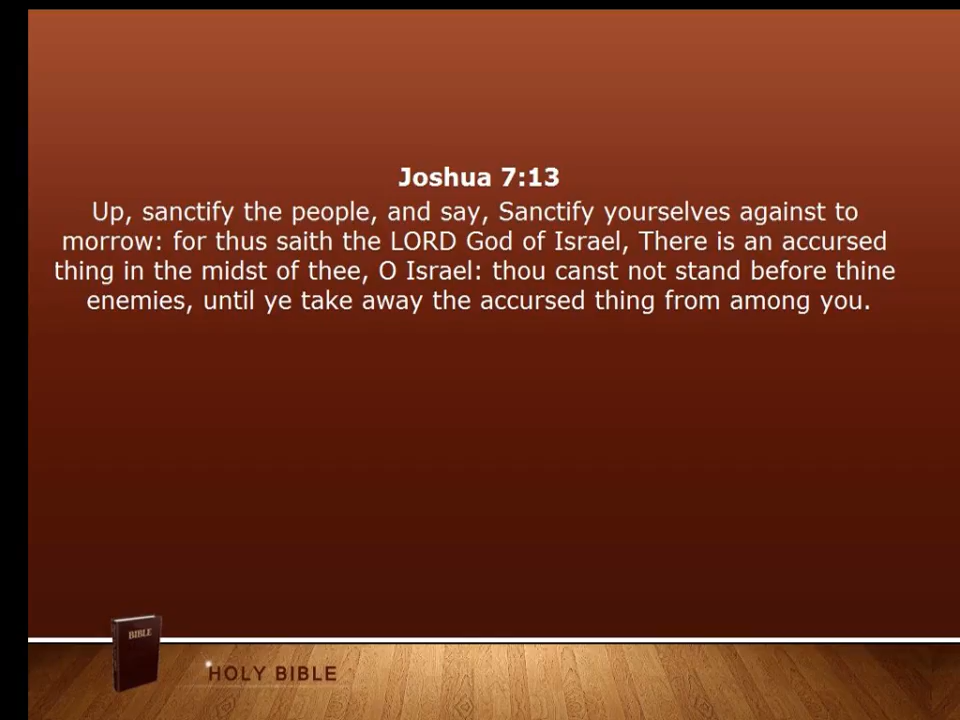 Joshua 7:13
Up, sanctify the people, and say, Sanctify yourselves against to
morrow: for thus saith the LORD God of Israel, There is an accursed
thing in the midst of thee, O Israel: thou canst not stand before thine
enemies, until ye take away the accursed thing from among you.
BIBLE
HOLY BIBLE